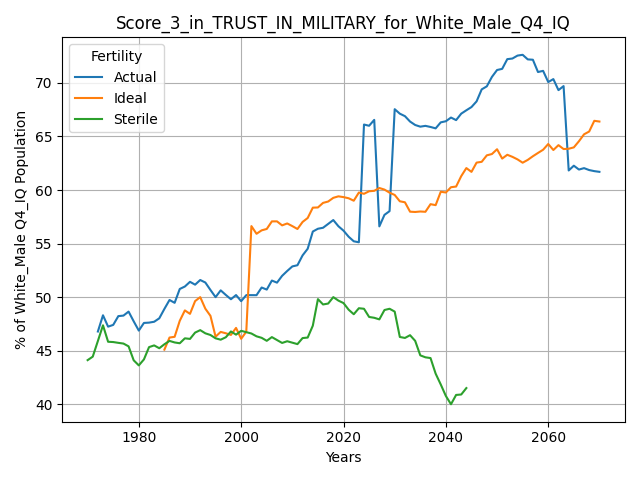 Score_3_in_TRUST_IN_MILITARY_for_White_Male_Q4_IQ
Fertility
Actual
Ideal
Sterile
% of White_Male Q4_IQ Population
70
65
60
55
50
45
40
1980
2000
2020
2040
2060
Years